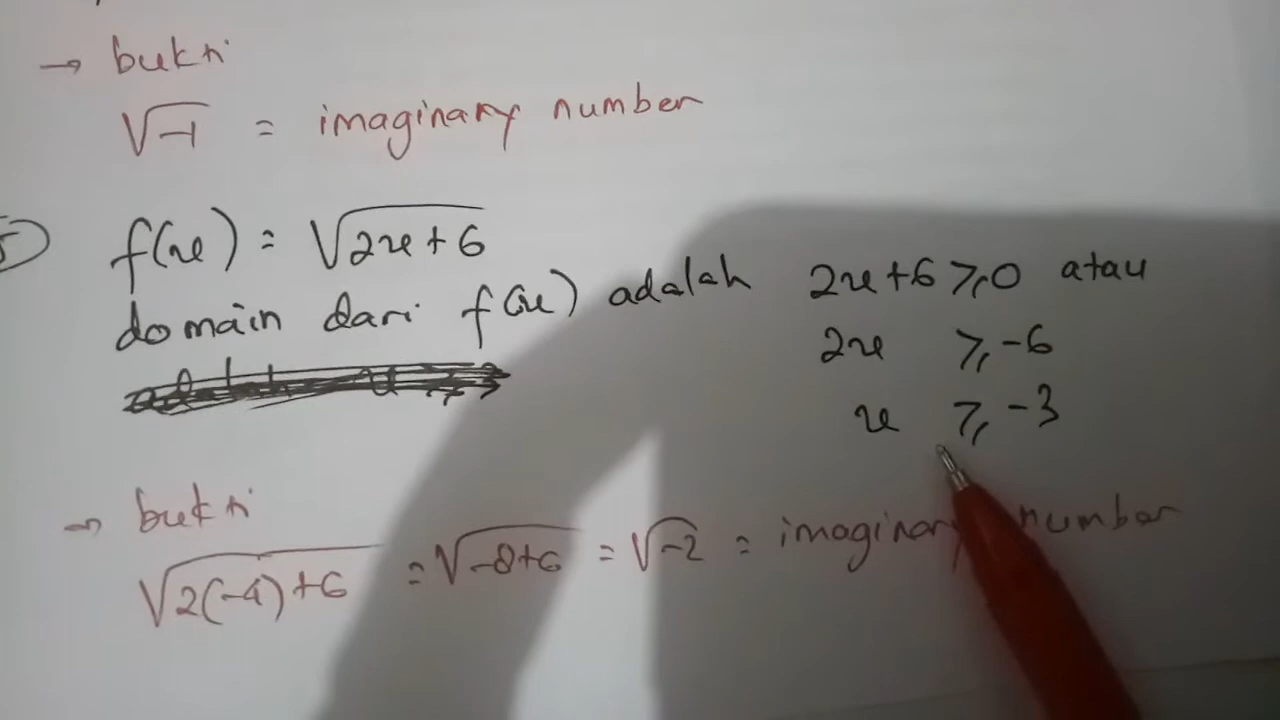 → bukti
√-1 = imaginary number
5) f(x) = √2x+6
domain dari f(x) adalah 2x+6 ≥ 0 atau
2x ≥ -6
x ≥ -3
→ bukti
√2(-4)+6 = √-8+6 = √-2 = imaginary number